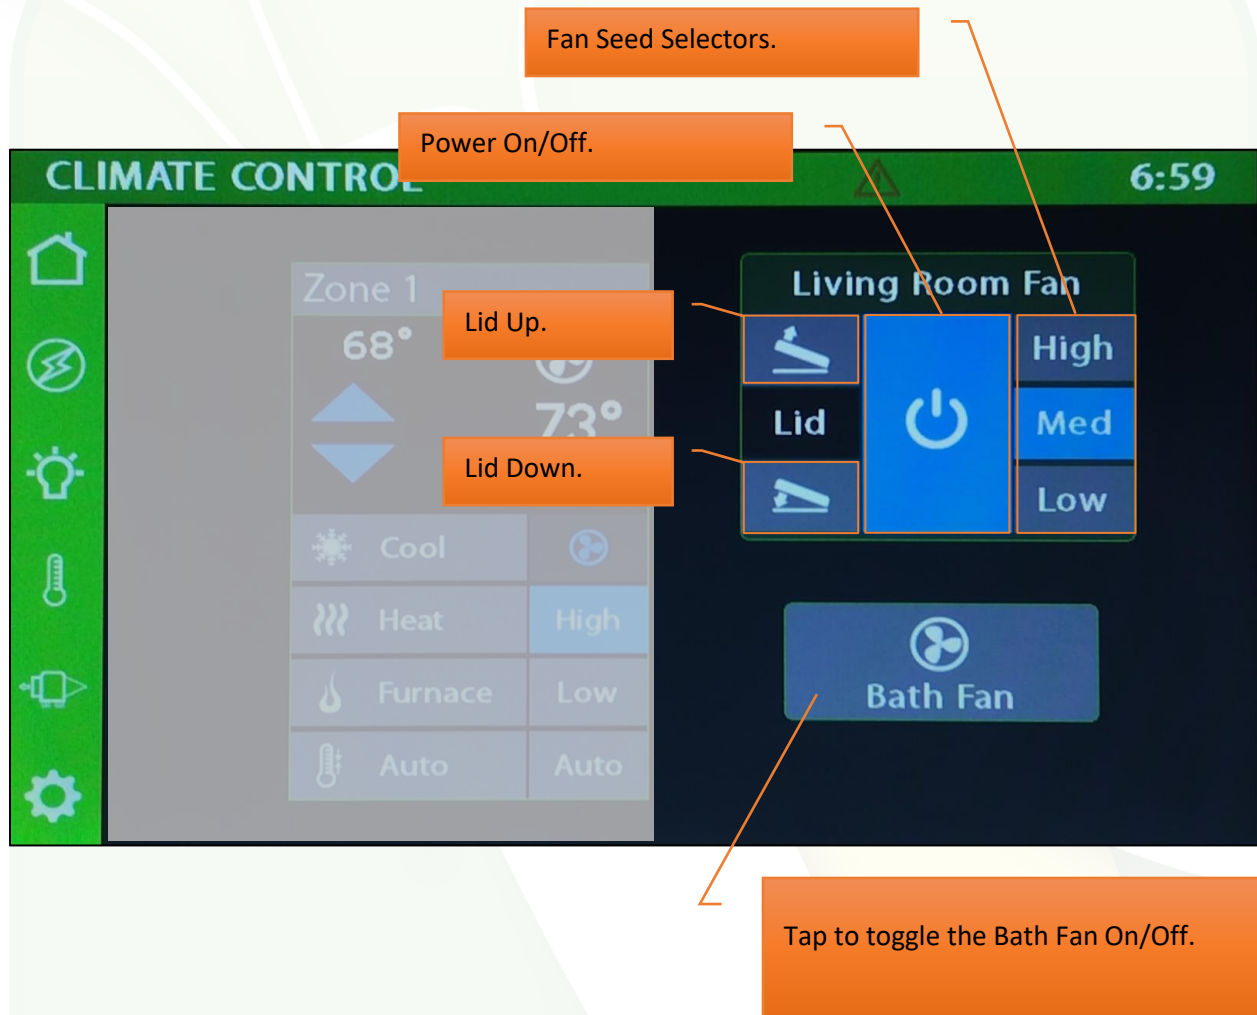 Fan Seed Selectors.
Power On/Off.
CLIMATE CONTROL
6:59
Zone 1
Living Room Fan
68°
Lid Up.
High
73°
Lid
Med
Lid Down.
Low
Cool
Heat
High
Furnace
Low
Bath Fan
Auto
Auto
Tap to toggle the Bath Fan On/Off.